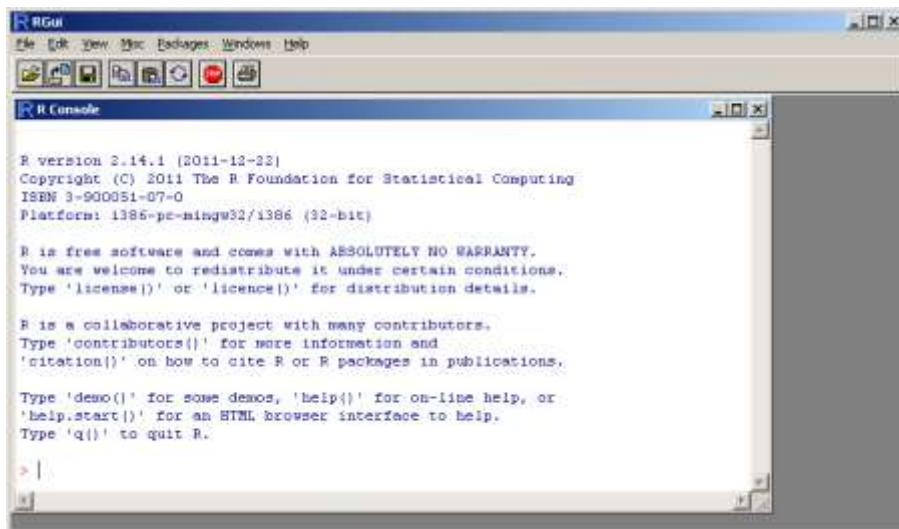 RGui
File Edit View Misc Packages Windows Help
STOP
R Console
R version 2.14.1 (2011-12-22)
Copyright (C) 2011 The R Foundation for Statistical Computing
ISBN 3-900051-07-0
Platform: i386-pc-mingw32/i386 (32-bit)
R is free software and comes with ABSOLUTELY NO WARRANTY.
You are welcome to redistribute it under certain conditions.
Type 'license()' or 'licence()' for distribution details.
R is a collaborative project with many contributors.
Type 'contributors()' for more information and
'citation()' on how to cite R or R packages in publications.
Type 'demo()' for some demos, 'help()' for on-line help, or
'help.start()' for an HTML browser interface to help.
Type 'q()' to quit R.
>